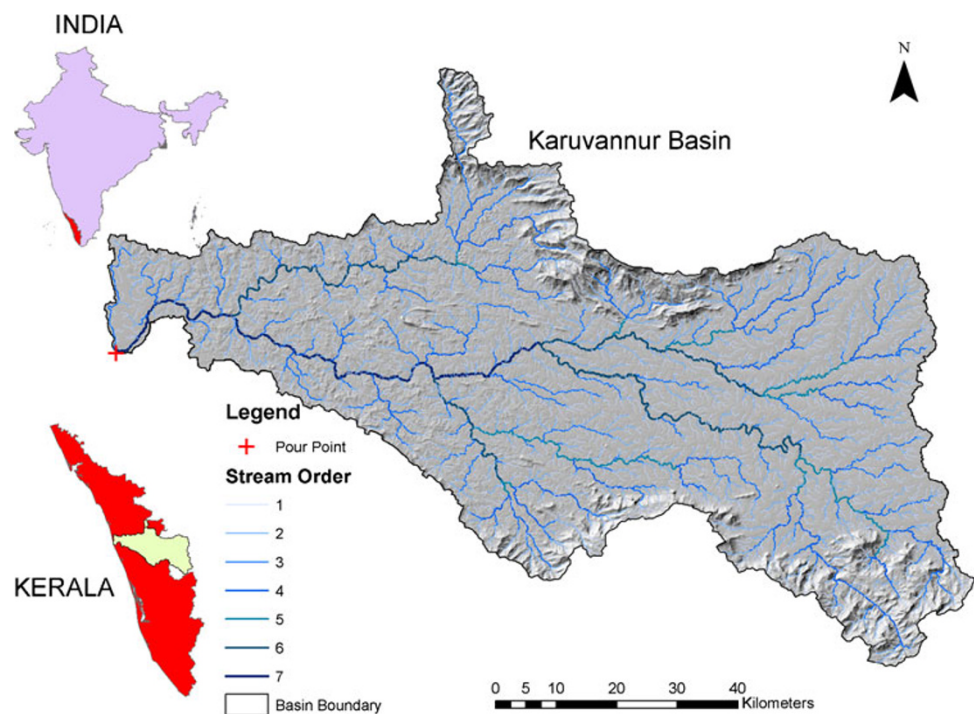 INDIA
N
Karuvannur Basin
Legend
Pour Point
Stream Order
1
2
3
4
5
6
7
Basin Boundary
KERALA
0 5 10 20 30 40
Kilometers